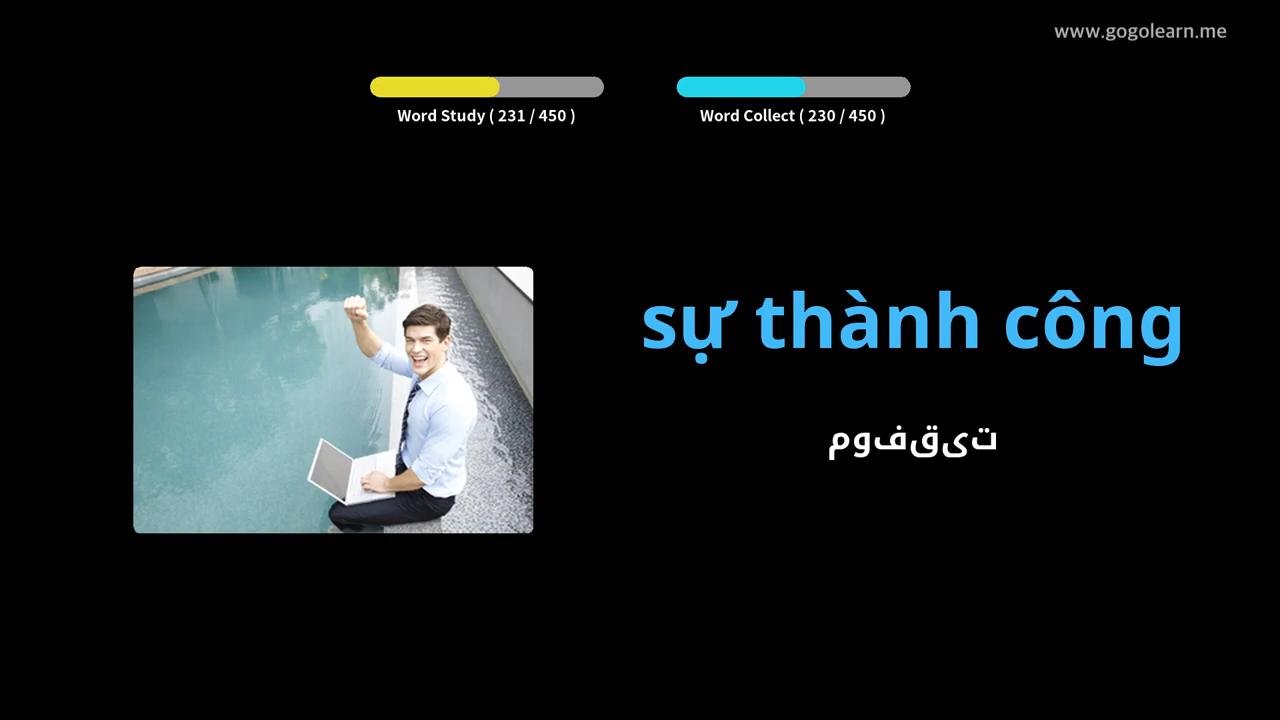 www.gogolearn.me
Word Study ( 231 / 450 )
Word Collect ( 230 / 450 )
sự thành công
موفقیت